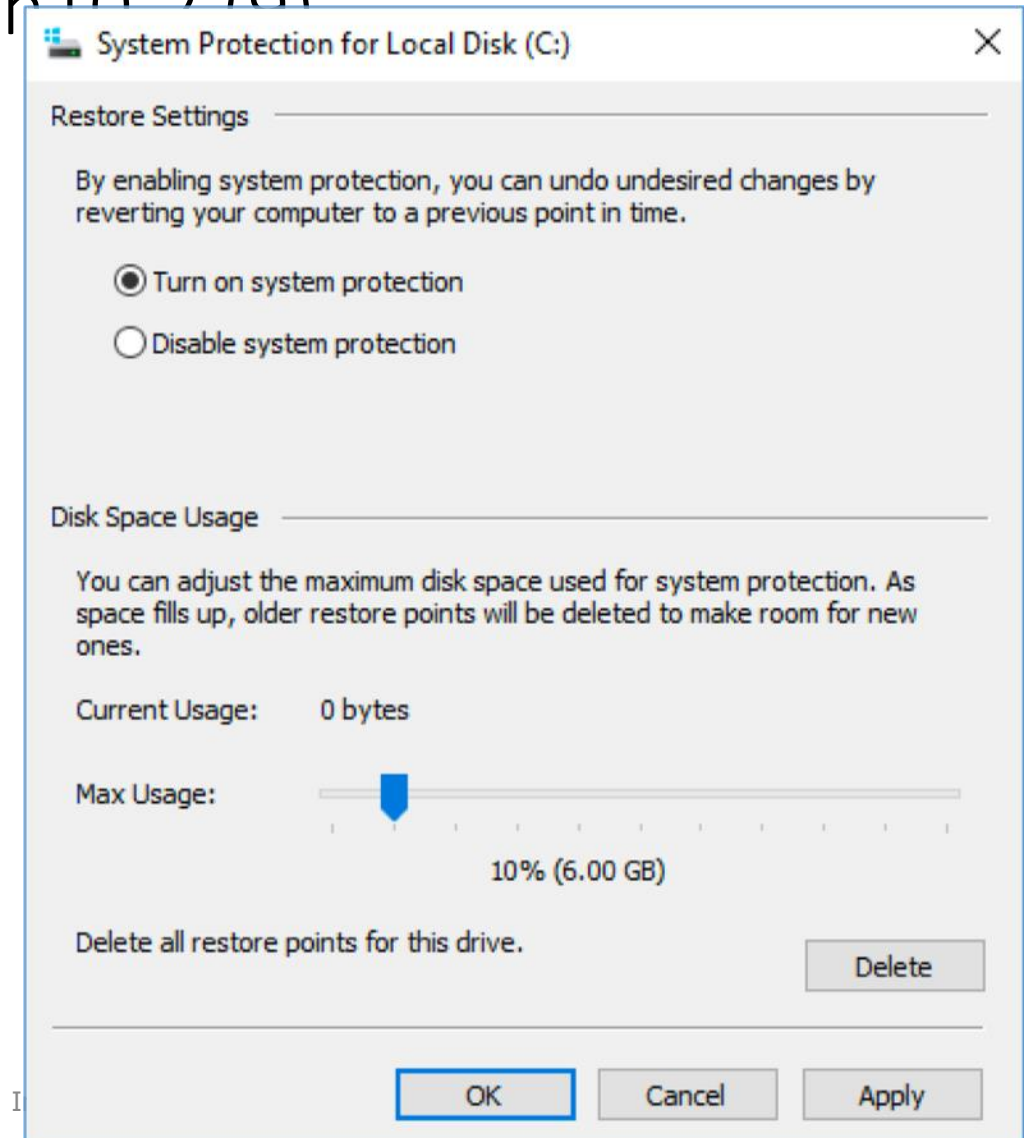 System Protection for Local Disk (C:)
Restore Settings
By enabling system protection, you can undo undesired changes by
reverting your computer to a previous point in time.
Turn on system protection
Disable system protection
Disk Space Usage
You can adjust the maximum disk space used for system protection. As
space fills up, older restore points will be deleted to make room for new
ones.
Current Usage: 0 bytes
Max Usage:
10% (6.00 GB)
Delete all restore points for this drive.
Delete
I
OK Cancel Apply